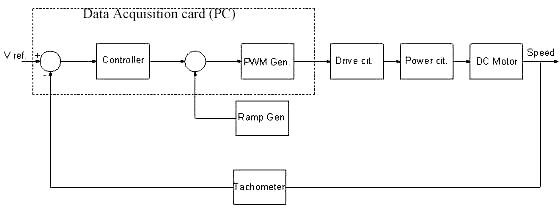 Data Acquisition card (PC)
V ref
+
-
Controller
PWM Gen.
Drive cit.
Power cit.
DC Motor
Speed
Ramp Gen
Tachometer